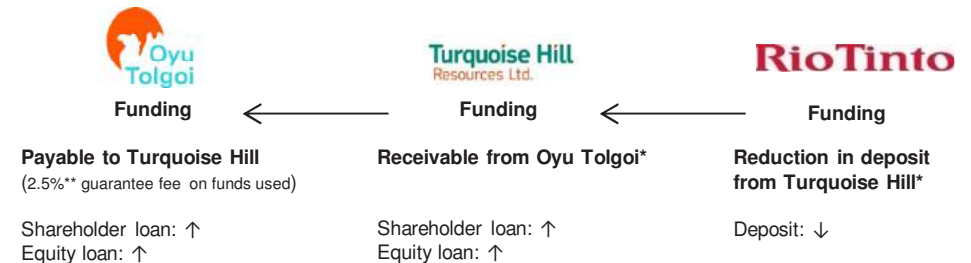 Oyu
Tolgoi
Turquoise Hill
Resources Ltd.
RioTinto
Funding
Funding
Funding
Payable to Turquoise Hill
(2.5%** guarantee fee on funds used)
Receivable from Oyu Tolgoi*
Reduction in deposit
from Turquoise Hill*
Shareholder loan: ↑
Equity loan: ↑
Shareholder loan: ↑
Equity loan: ↑
Deposit: ↓